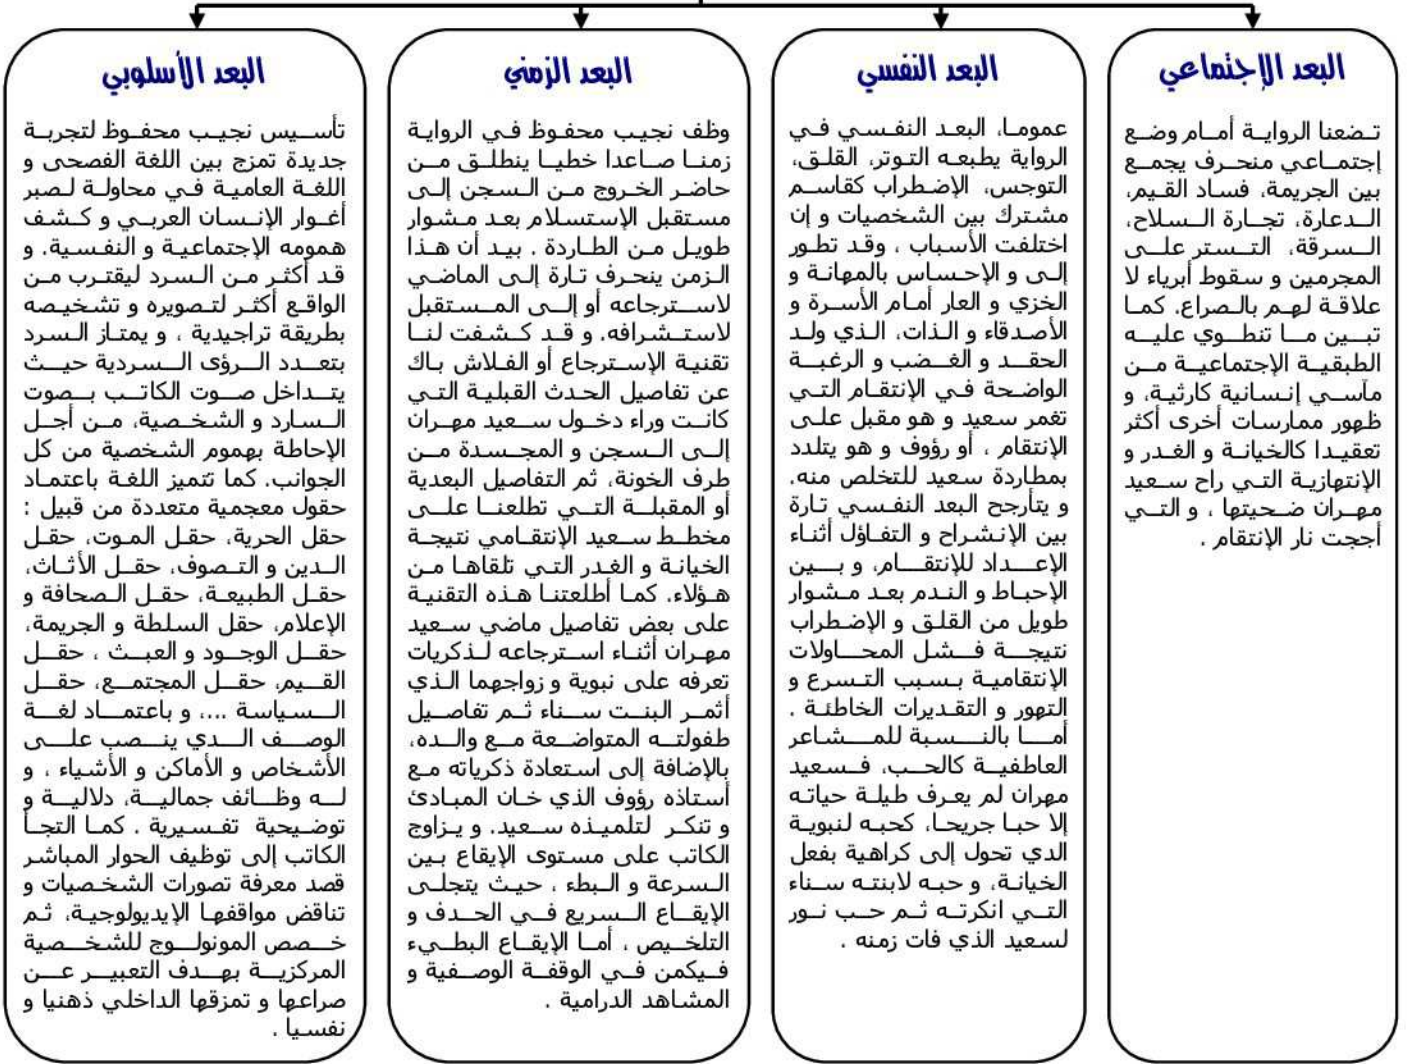 البعد الإجتماعي
تضعنا الرواية أمام وضع
إجتماعي منحرف يجمع
بين الجريمة، فساد القيم،
الدعارة، تجارة السلاح،
السرقة، التستر على
المجرمين و سقوط أبرياء لا
علاقة لهم بالصراع. كما
تبين ما تنطوي عليه
الطبقية الإجتماعية من
مآسي إنسانية كارثية، و
ظهور ممارسات أخرى أكثر
تعقيدا كالخيانة و الغدر و
الإنتهازية التي راح سعيد
مهران ضحيتها ، و التي
أججت نار الإنتقام .
البعد النفسي
عموما، البعد النفسي في
الرواية يطبعه التوتر، القلق،
التوجس، الإضطراب كقاسم
مشترك بين الشخصيات و إن
اختلفت الأسباب ، وقد تطور
إلى و الإحساس بالمهانة و
الخزي و العار أمام الأسرة و
الأصدقاء و الذات، الذي ولد
الحقد و الغضب و الرغبة
الواضحة في الإنتقام التي
تغمر سعيد و هو مقبل على
الإنتقام ، أو رؤوف و هو يتلدد
بمطاردة سعيد للتخلص منه.
و يتأرجح البعد النفسي تارة
بين الإنشراح و التفاؤل أثناء
الإعداد للإنتقام، و بين
الإحباط و الندم بعد مشوار
طويل من القلق و الإضطراب
نتيجة فشل المحاولات
الإنتقامية بسبب التسرع و
التهور و التقديرات الخاطئة .
أما بالنسبة للمشاعر
العاطفية كالحب، فسعيد
مهران لم يعرف طيلة حياته
إلا حبا جريحا، كحبه لنبوية
الدي تحول إلى كراهية بفعل
الخيانة، و حبه لابنته سناء
التي انكرته ثم حب نور
لسعيد الذي فات زمنه .
البعد الزمني
وظف نجيب محفوظ في الرواية
زمنا صاعدا خطيا ينطلق من
حاضر الخروج من السجن إلى
مستقبل الإستسلام بعد مشوار
طويل من الطاردة . بيد أن هذا
الزمن ينحرف تارة إلى الماضي
لاسترجاعه أو إلى المستقبل
لاستشرافه. و قد كشفت لنا
تقنية الإسترجاع أو الفلاش باك
عن تفاصيل الحدث القبلية التي
كانت وراء دخول سعيد مهران
إلى السجن و المجسدة من
طرف الخونة، ثم التفاصيل البعدية
أو المقبلة التي تطلعنا على
مخطط سعيد الإنتقامي نتيجة
الخيانة و الغدر التي تلقاها من
هؤلاء. كما أطلعتنا هذه التقنية
على بعض تفاصيل ماضي سعيد
مهران أثناء استرجاعه لذكريات
تعرفه على نبوية و زواجهما الذي
أثمر البنت سناء ثم تفاصيل
طفولته المتواضعة مع والده،
بالإضافة إلى استعادة ذكرياته مع
أستاذه رؤوف الذي خان المبادئ
و تنكر لتلميذه سعيد. و يزاوج
الكاتب على مستوى الإيقاع بين
السرعة و البطء ، حيث يتجلى
الإيقاع السريع في الحدف و
التلخيص ، أما الإيقاع البطيء
فيكمن في الوقفة الوصفية و
المشاهد الدرامية .
البعد الأسلوبي
تأسيس نجيب محفوظ لتجربة
جديدة تمزج بين اللغة الفصحى و
اللغة العامية في محاولة لصبر
أغوار الإنسان العربي و كشف
همومه الإجتماعية و النفسية. و
قد أكثر من السرد ليقترب من
الواقع أكثر لتصويره و تشخيصه
بطريقة تراجيدية ، و يمتاز السرد
بتعدد الرؤى السردية حيث
يتداخل صوت الكاتب بصوت
السارد و الشخصية، من أجل
الإحاطة بهموم الشخصية من كل
الجوانب. كما تتميز اللغة باعتماد
حقول معجمية متعددة من قبيل :
حقل الحرية، حقل الموت، حقل
الدين و التصوف، حقل الأثاث،
حقل الطبيعة، حقل الصحافة و
الإعلام، حقل السلطة و الجريمة،
حقل الوجود و العبث ، حقل
القيم، حقل المجتمع، حقل
السياسة .... و باعتماد لغة
الوصف الدي ينصب على
الأشخاص و الأماكن و الأشياء ، و
له وظائف جمالية، دلالية و
توضيحية تفسيرية . كما التجأ
الكاتب إلى توظيف الحوار المباشر
قصد معرفة تصورات الشخصيات و
تناقض مواقفها الإيديولوجية، ثم
خصص المونولوج للشخصية
المركزية بهدف التعبير عن
صراعها و تمزقها الداخلي ذهنيا و
نفسيا .